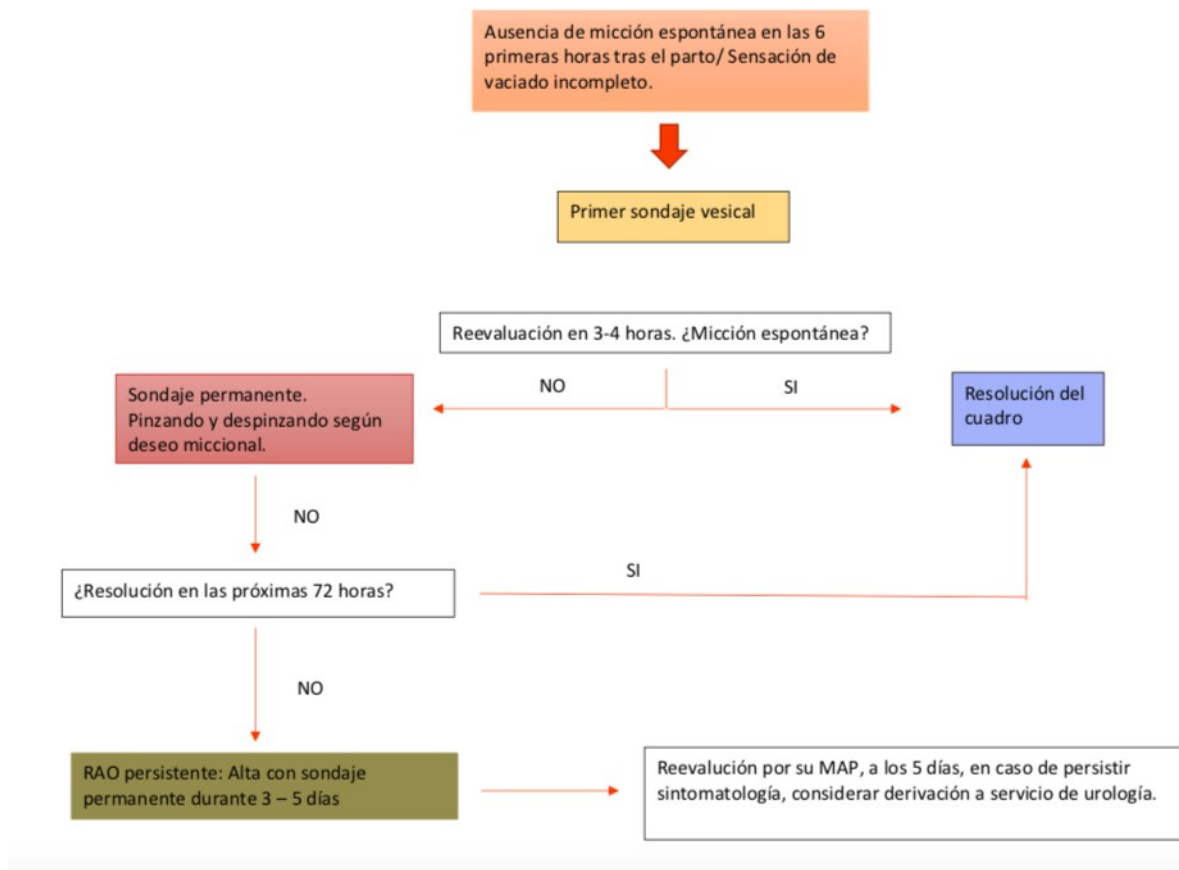 Ausencia de micción espontánea en las 6
primeras horas tras el parto/ Sensación de
vaciado incompleto.
Primer sondaje vesical
Reevaluación en 3-4 horas. ¿Micción espontánea?
NO
SI
Sondaje permanente.
Pinzando y despinzando según
deseo miccional.
Resolución del
cuadro
NO
¿Resolución en las próximas 72 horas?
SI
NO
RAO persistente: Alta con sondaje
permanente durante 3 – 5 días
Reevalución por su MAP, a los 5 días, en caso de persistir
sintomatología, considerar derivación a servicio de urología.